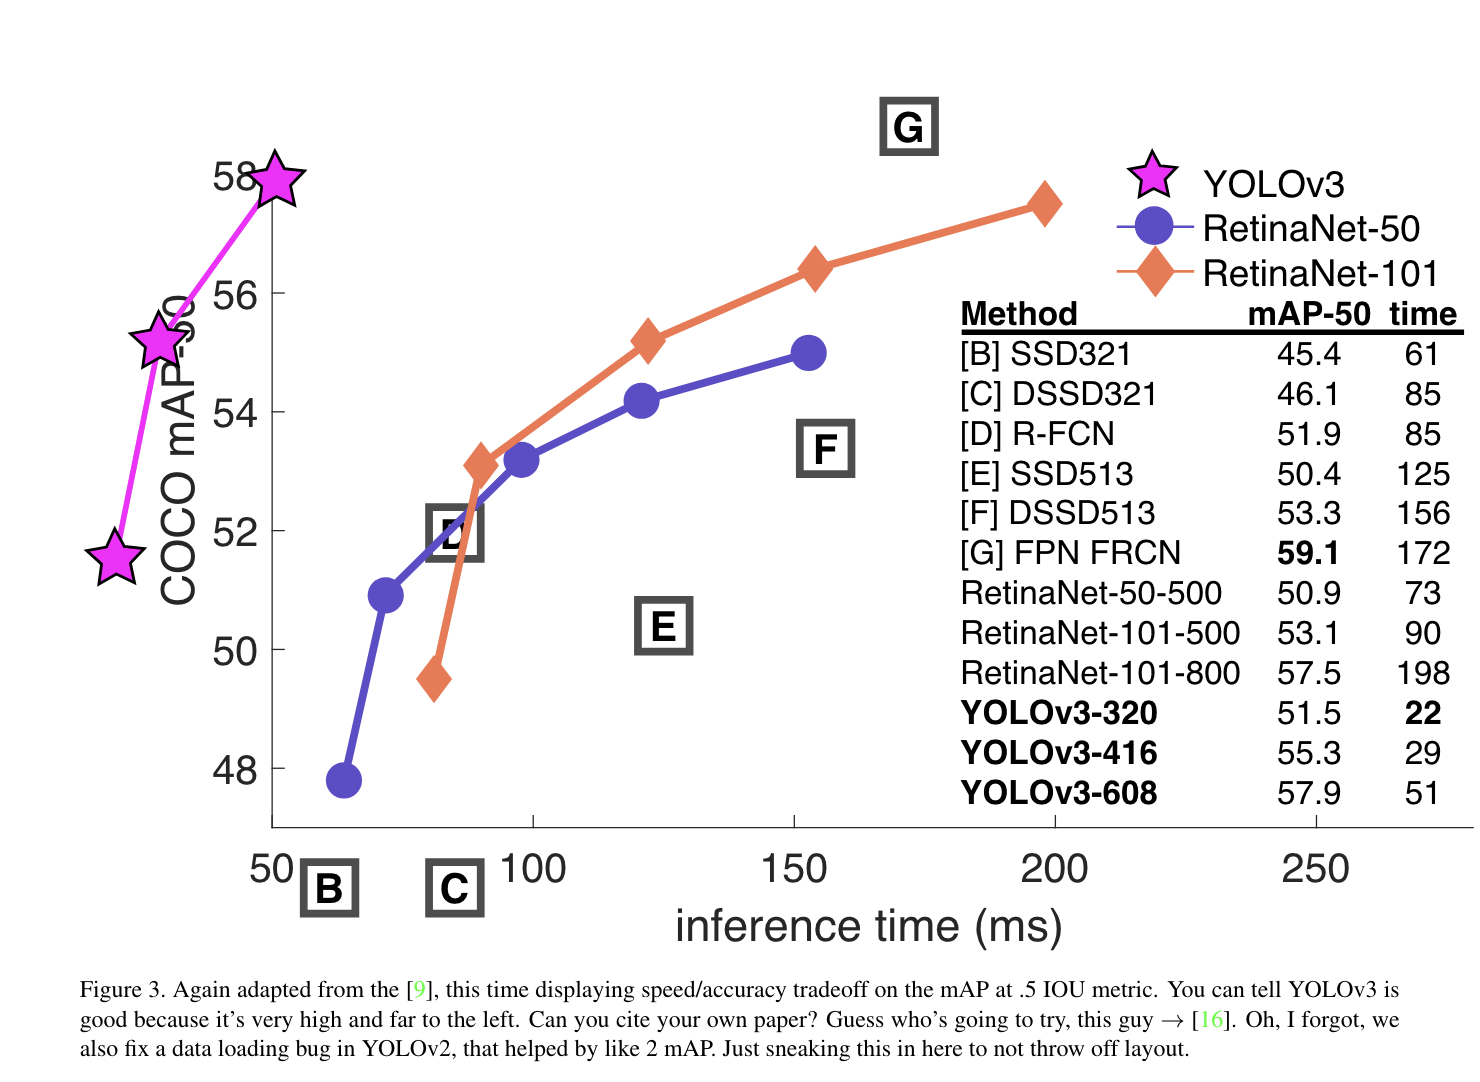 G
58
YOLOv3
RetinaNet-50
RetinaNet-101
56
COCO mAP-50
54
52
50
48
D
E
F
Method mAP-50 time
[B] SSD321 45.4 61
[C] DSSD321 46.1 85
[D] R-FCN 51.9 85
[E] SSD513 50.4 125
[F] DSSD513 53.3 156
[G] FPN FRCN 59.1 172
RetinaNet-50-500 50.9 73
RetinaNet-101-500 53.1 90
RetinaNet-101-800 57.5 198
YOLOv3-320 51.5 22
YOLOv3-416 55.3 29
YOLOv3-608 57.9 51
50 100 150 200 250
B C
inference time (ms)
Figure 3. Again adapted from the [9], this time displaying speed/accuracy tradeoff on the mAP at .5 IOU metric. You can tell YOLOv3 is
good because it's very high and far to the left. Can you cite your own paper? Guess who's going to try, this guy → [16]. Oh, I forgot, we
also fix a data loading bug in YOLOv2, that helped by like 2 mAP. Just sneaking this in here to not throw off layout.